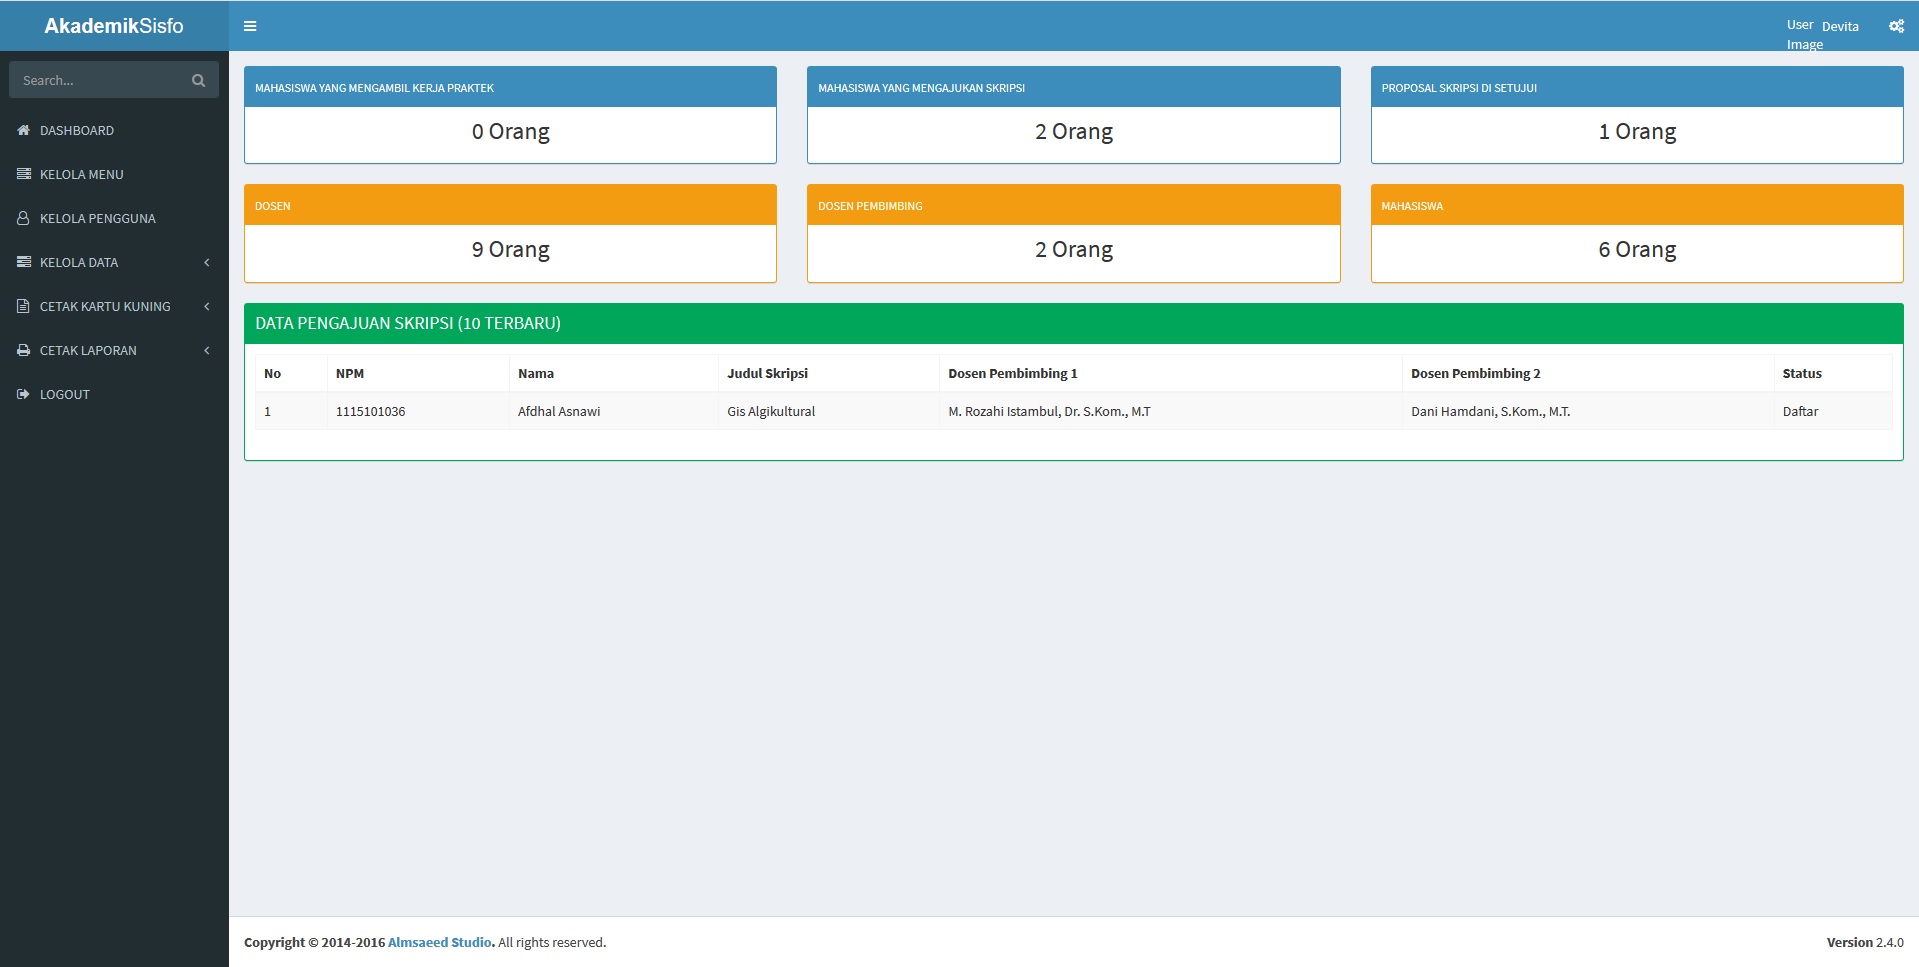 AkademikSisfo
User Image
Devita
Search...
DASHBOARD
KELOLA MENU
KELOLA PENGGUNA
KELOLA DATA
CETAK KARTU KUNING
CETAK LAPORAN
LOGOUT
MAHASISWA YANG MENGAMBIL KERJA PRAKTEK
0 Orang
MAHASISWA YANG MENGAJUKAN SKRIPSI
2 Orang
PROPOSAL SKRIPSI DI SETUJUI
1 Orang
DOSEN
9 Orang
DOSEN PEMBIMBING
2 Orang
MAHASISWA
6 Orang
DATA PENGAJUAN SKRIPSI (10 TERBARU)
No NPM Nama Judul Skripsi Dosen Pembimbing 1 Dosen Pembimbing 2 Status
1 1115101036 Afdhal Asnawi Gis Algikultural M. Rozahi Istambul, Dr. S.Kom., M.T Dani Hamdani, S.Kom., M.T. Daftar
Copyright © 2014-2016 Almsaeed Studio. All rights reserved.
Version 2.4.0